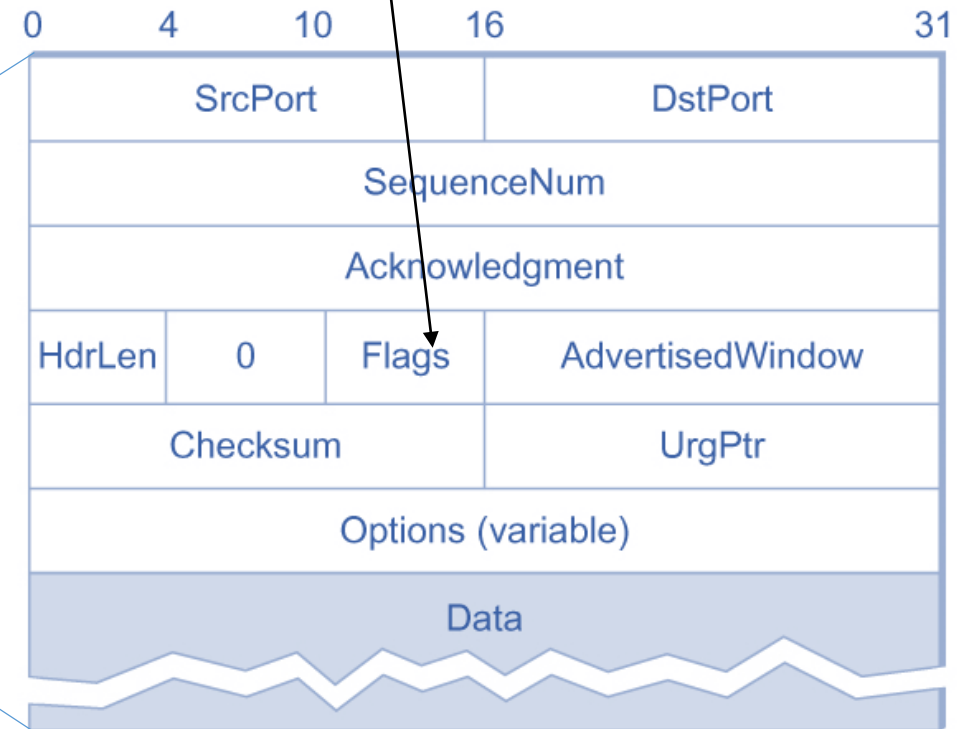 0 4 10 16 31
SrcPort DstPort
SequenceNum
Acknowledgment
HdrLen 0 Flags AdvertisedWindow
Checksum UrgPtr
Options (variable)
Data